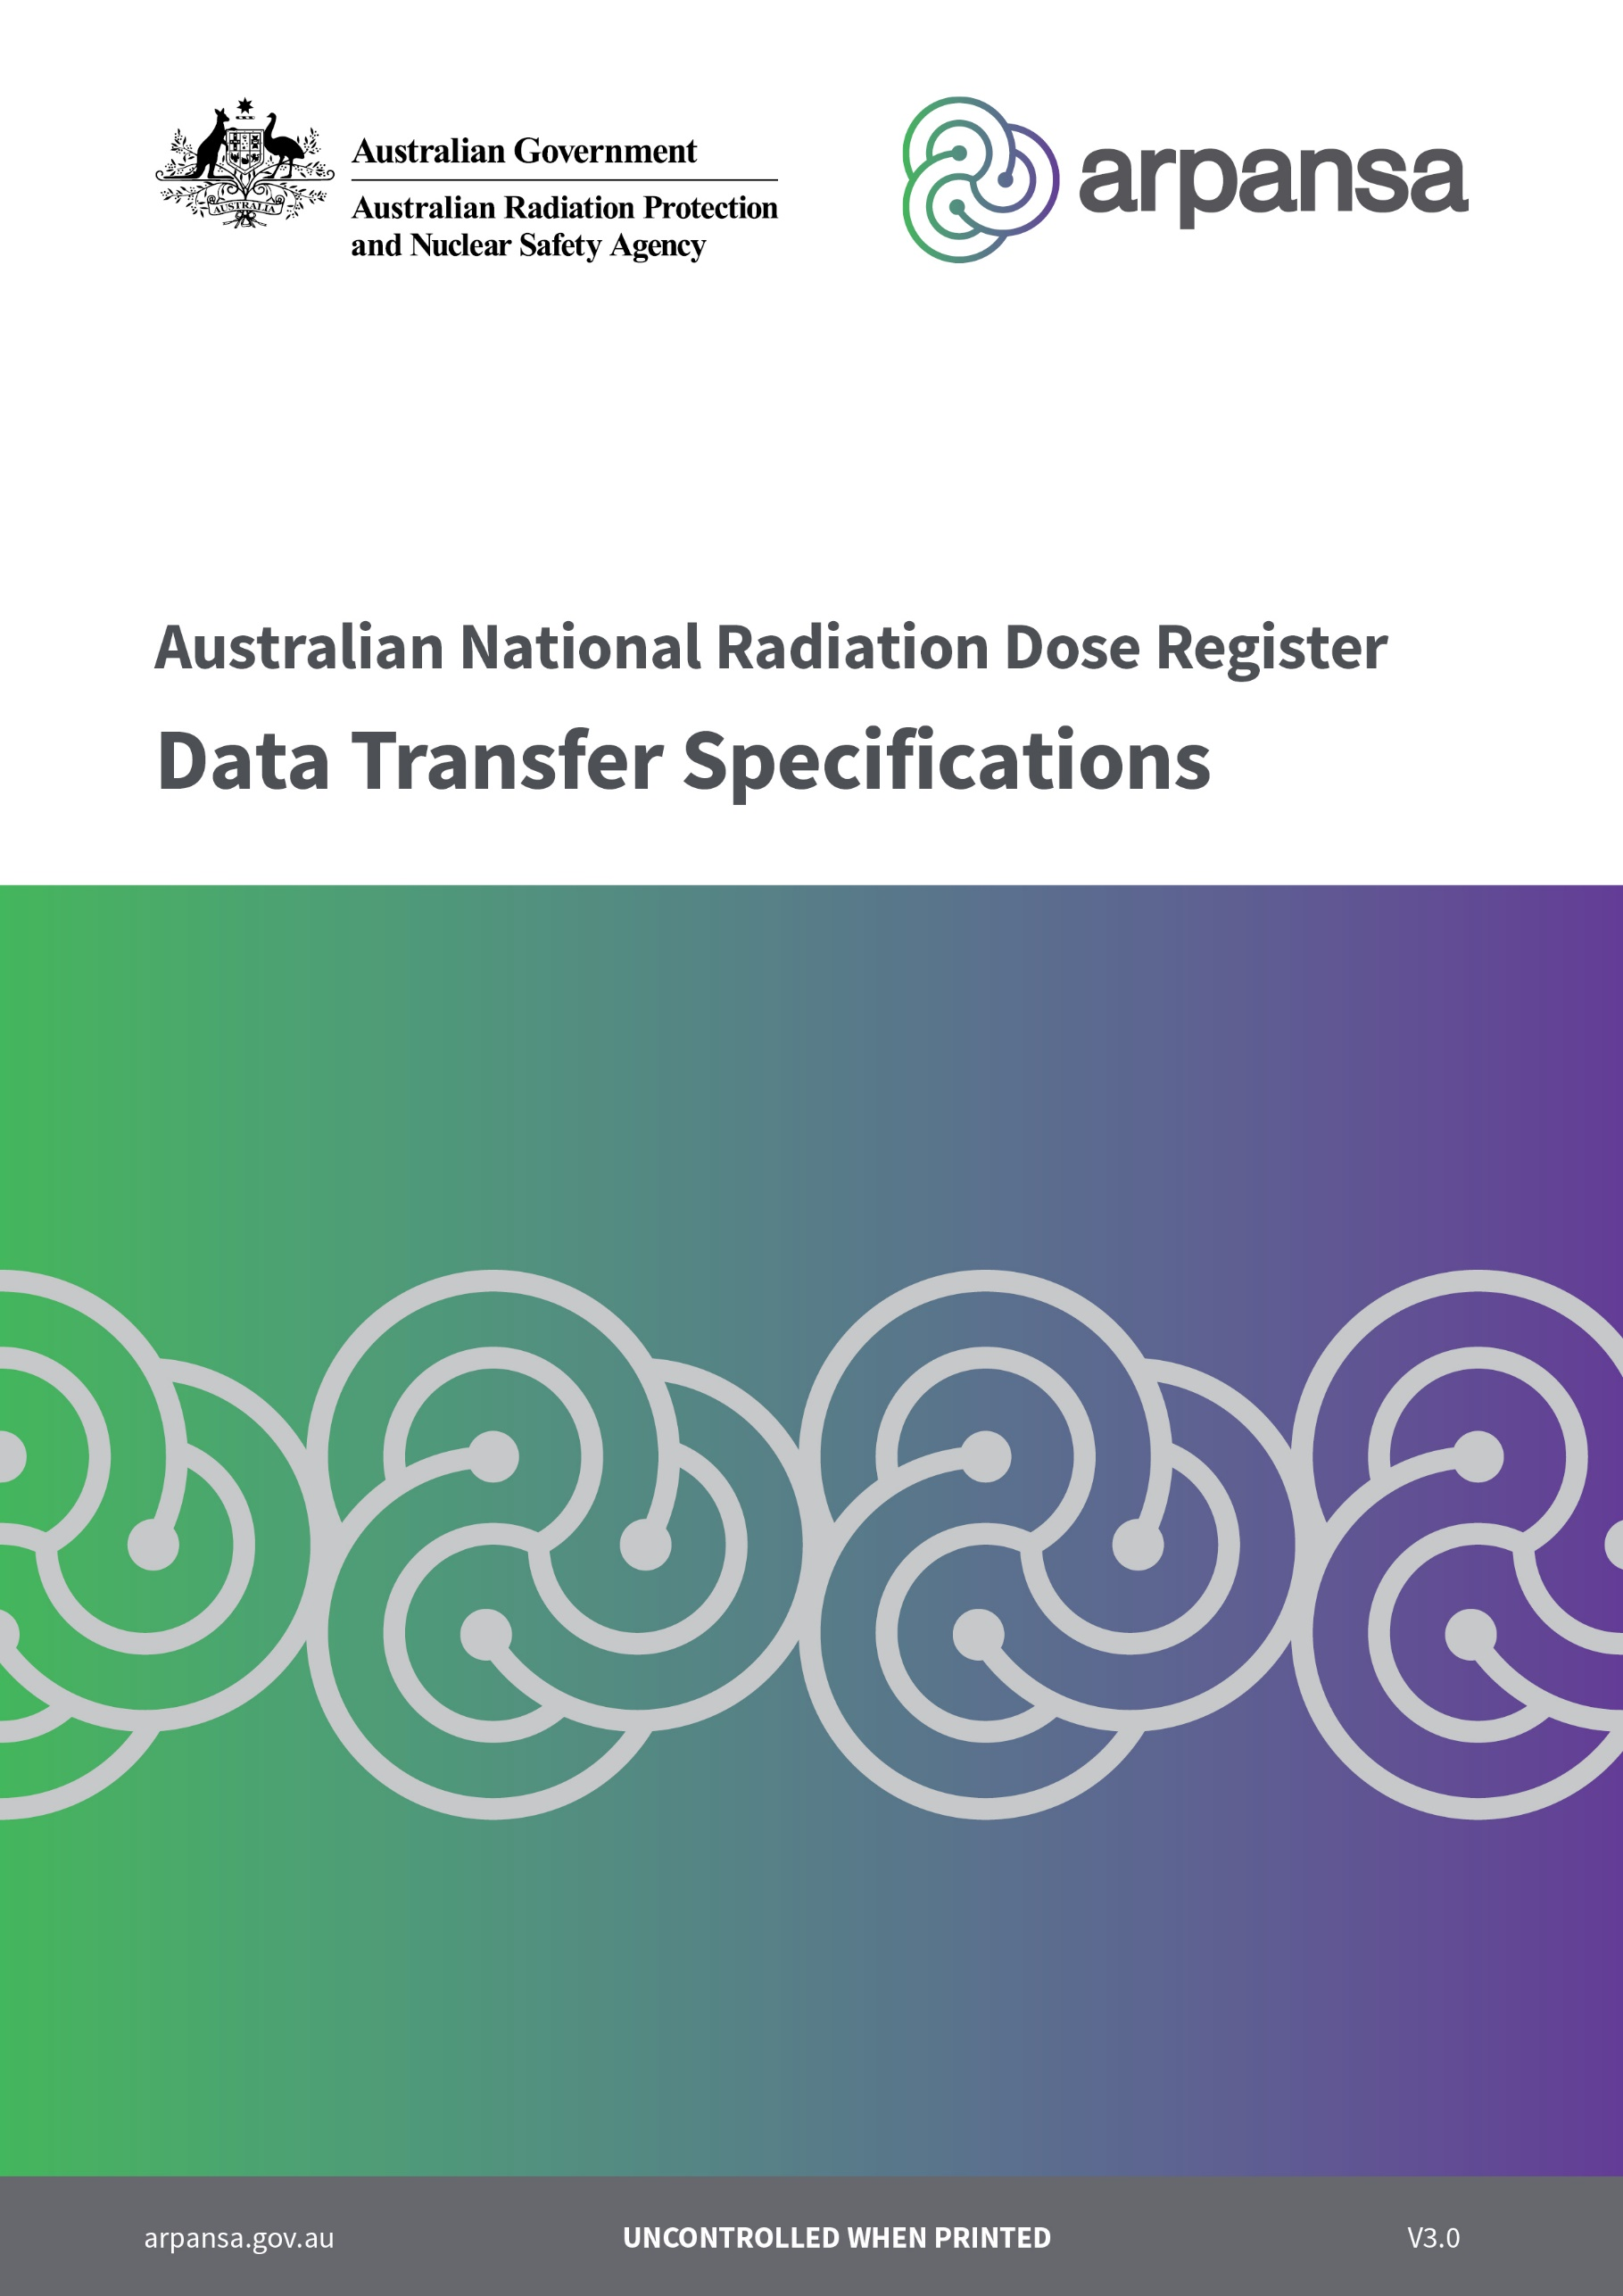 Australian Government
Australian Radiation Protection
and Nuclear Safety Agency
AUSTRALIA
arpansa
Australian National Radiation Dose Register
Data Transfer Specifications
arpansa.gov.au
UNCONTROLLED WHEN PRINTED
V3.0